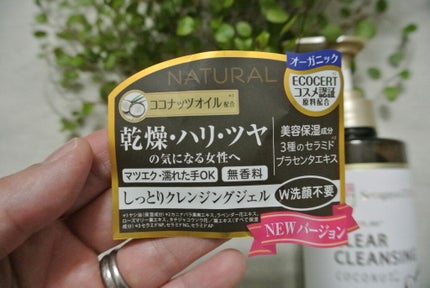 NATURAL
ココナッツオイル配合
オーガニック
ECOCERT
コスメ認証
原料配合
乾燥・ハリ・ツヤ
の気になる女性へ
マツエク・濡れた手OK
無香料
しっとりクレンジングジェル
美容保湿成分
3種のセラミド
プラセンタエキス
W洗顔不要
NEWバージョン
CLEANSING
COCONUT